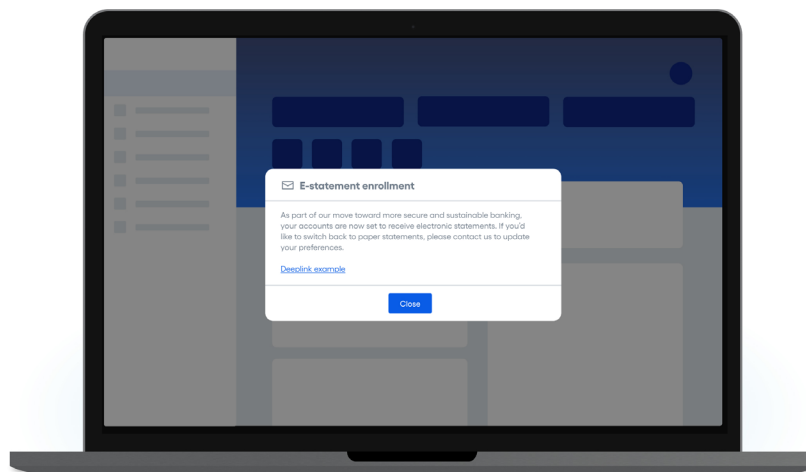 E-statement enrollment
As part of our move toward more secure and sustainable banking,
your accounts are now set to receive electronic statements. If you'd
like to switch back to paper statements, please contact us to update
your preferences.
Deeplink example
Close